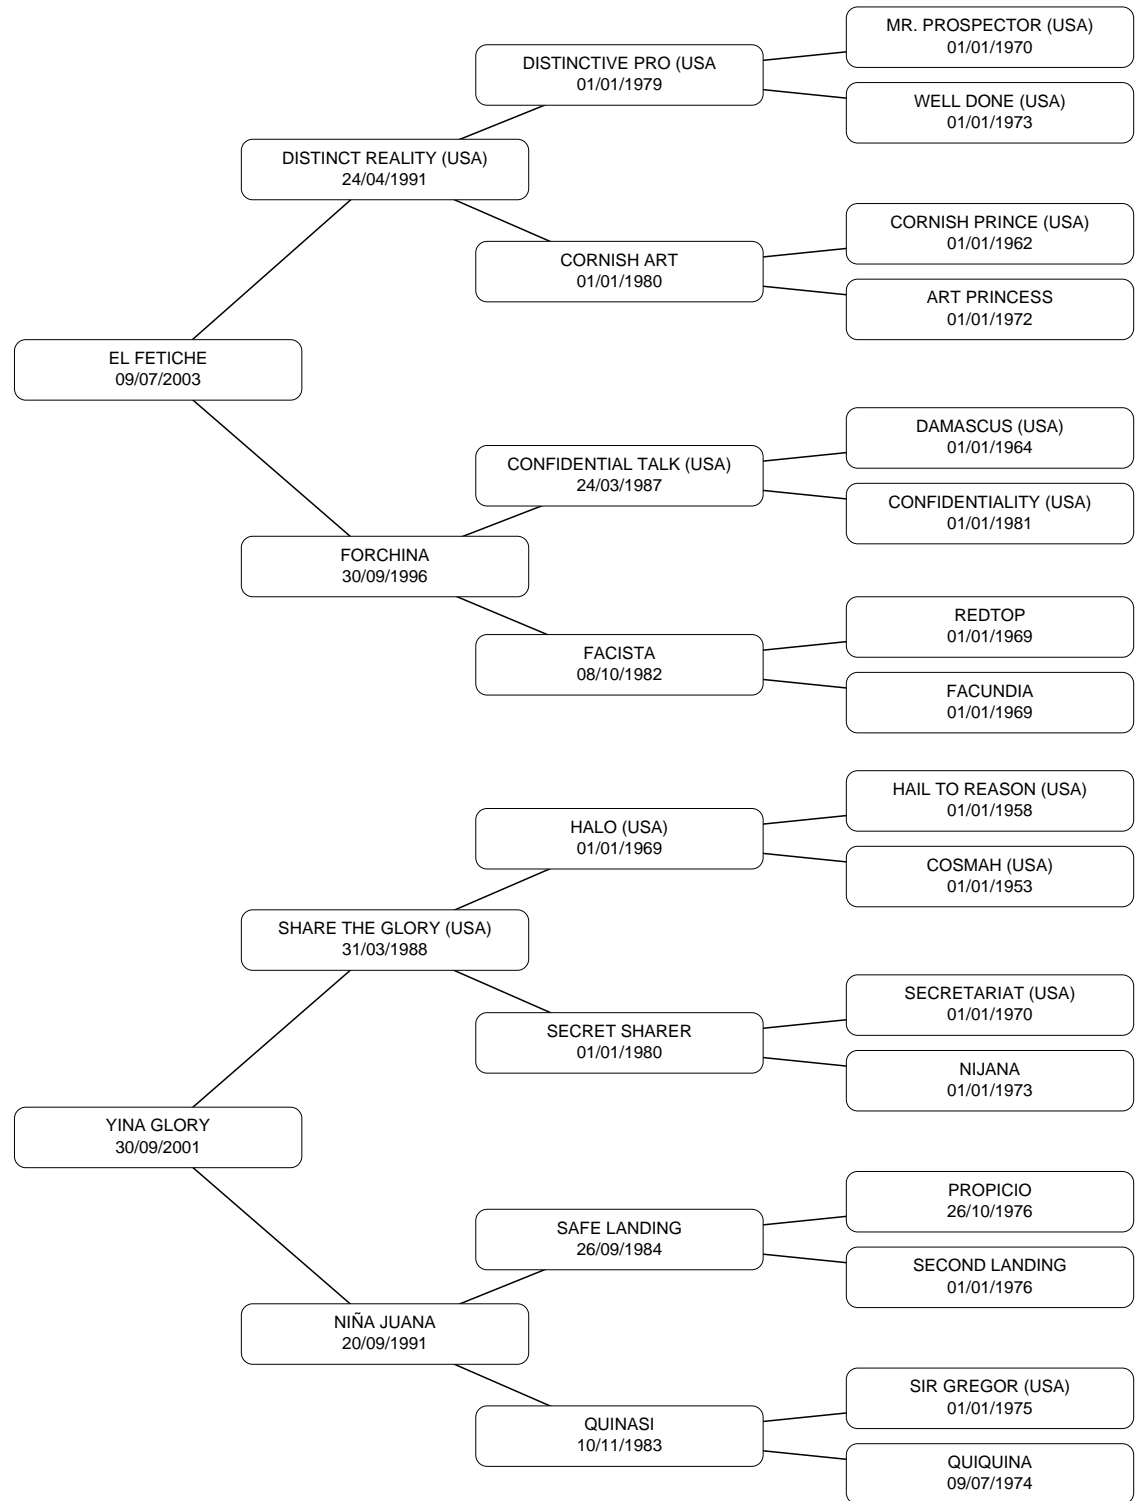 MR. PROSPECTOR (USA)
01/01/1970
DISTINCTIVE PRO (USA
01/01/1979
WELL DONE (USA)
01/01/1973
DISTINCT REALITY (USA)
24/04/1991
CORNISH PRINCE (USA)
01/01/1962
CORNISH ART
01/01/1980
ART PRINCESS
01/01/1972
EL FETICHE
09/07/2003
DAMASCUS (USA)
01/01/1964
CONFIDENTIAL TALK (USA)
24/03/1987
CONFIDENTIALITY (USA)
01/01/1981
FORCHINA
30/09/1996
REDTOP
01/01/1969
FACISTA
08/10/1982
FACUNDIA
01/01/1969
HAIL TO REASON (USA)
01/01/1958
HALO (USA)
01/01/1969
COSMAH (USA)
01/01/1953
SHARE THE GLORY (USA)
31/03/1988
SECRETARIAT (USA)
01/01/1970
SECRET SHARER
01/01/1980
NIJANA
01/01/1973
YINA GLORY
30/09/2001
PROPICIO
26/10/1976
SAFE LANDING
26/09/1984
SECOND LANDING
01/01/1976
NIÑA JUANA
20/09/1991
SIR GREGOR (USA)
01/01/1975
QUINASI
10/11/1983
QUIQUINA
09/07/1974